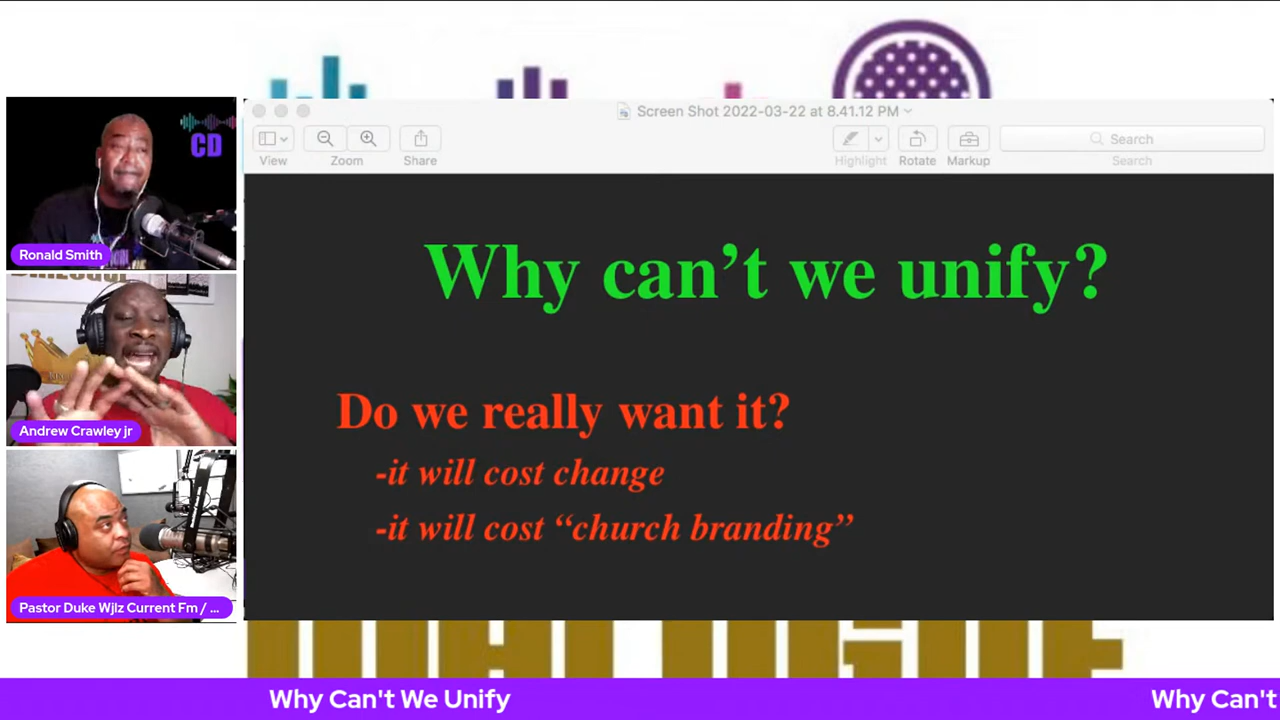 CD
Ronald Smith
Andrew Crawley jr
Pastor Duke Wjlz Current Fm / ...
Screen Shot 2022-03-22 at 8.41.12 PM
View
Zoom
Share
Highlight
Rotate
Markup
Search
Search
Why can’t we unify?
Do we really want it?
-it will cost change
-it will cost “church branding”
DIALOGUE
Why Can't We Unify
Why Can't